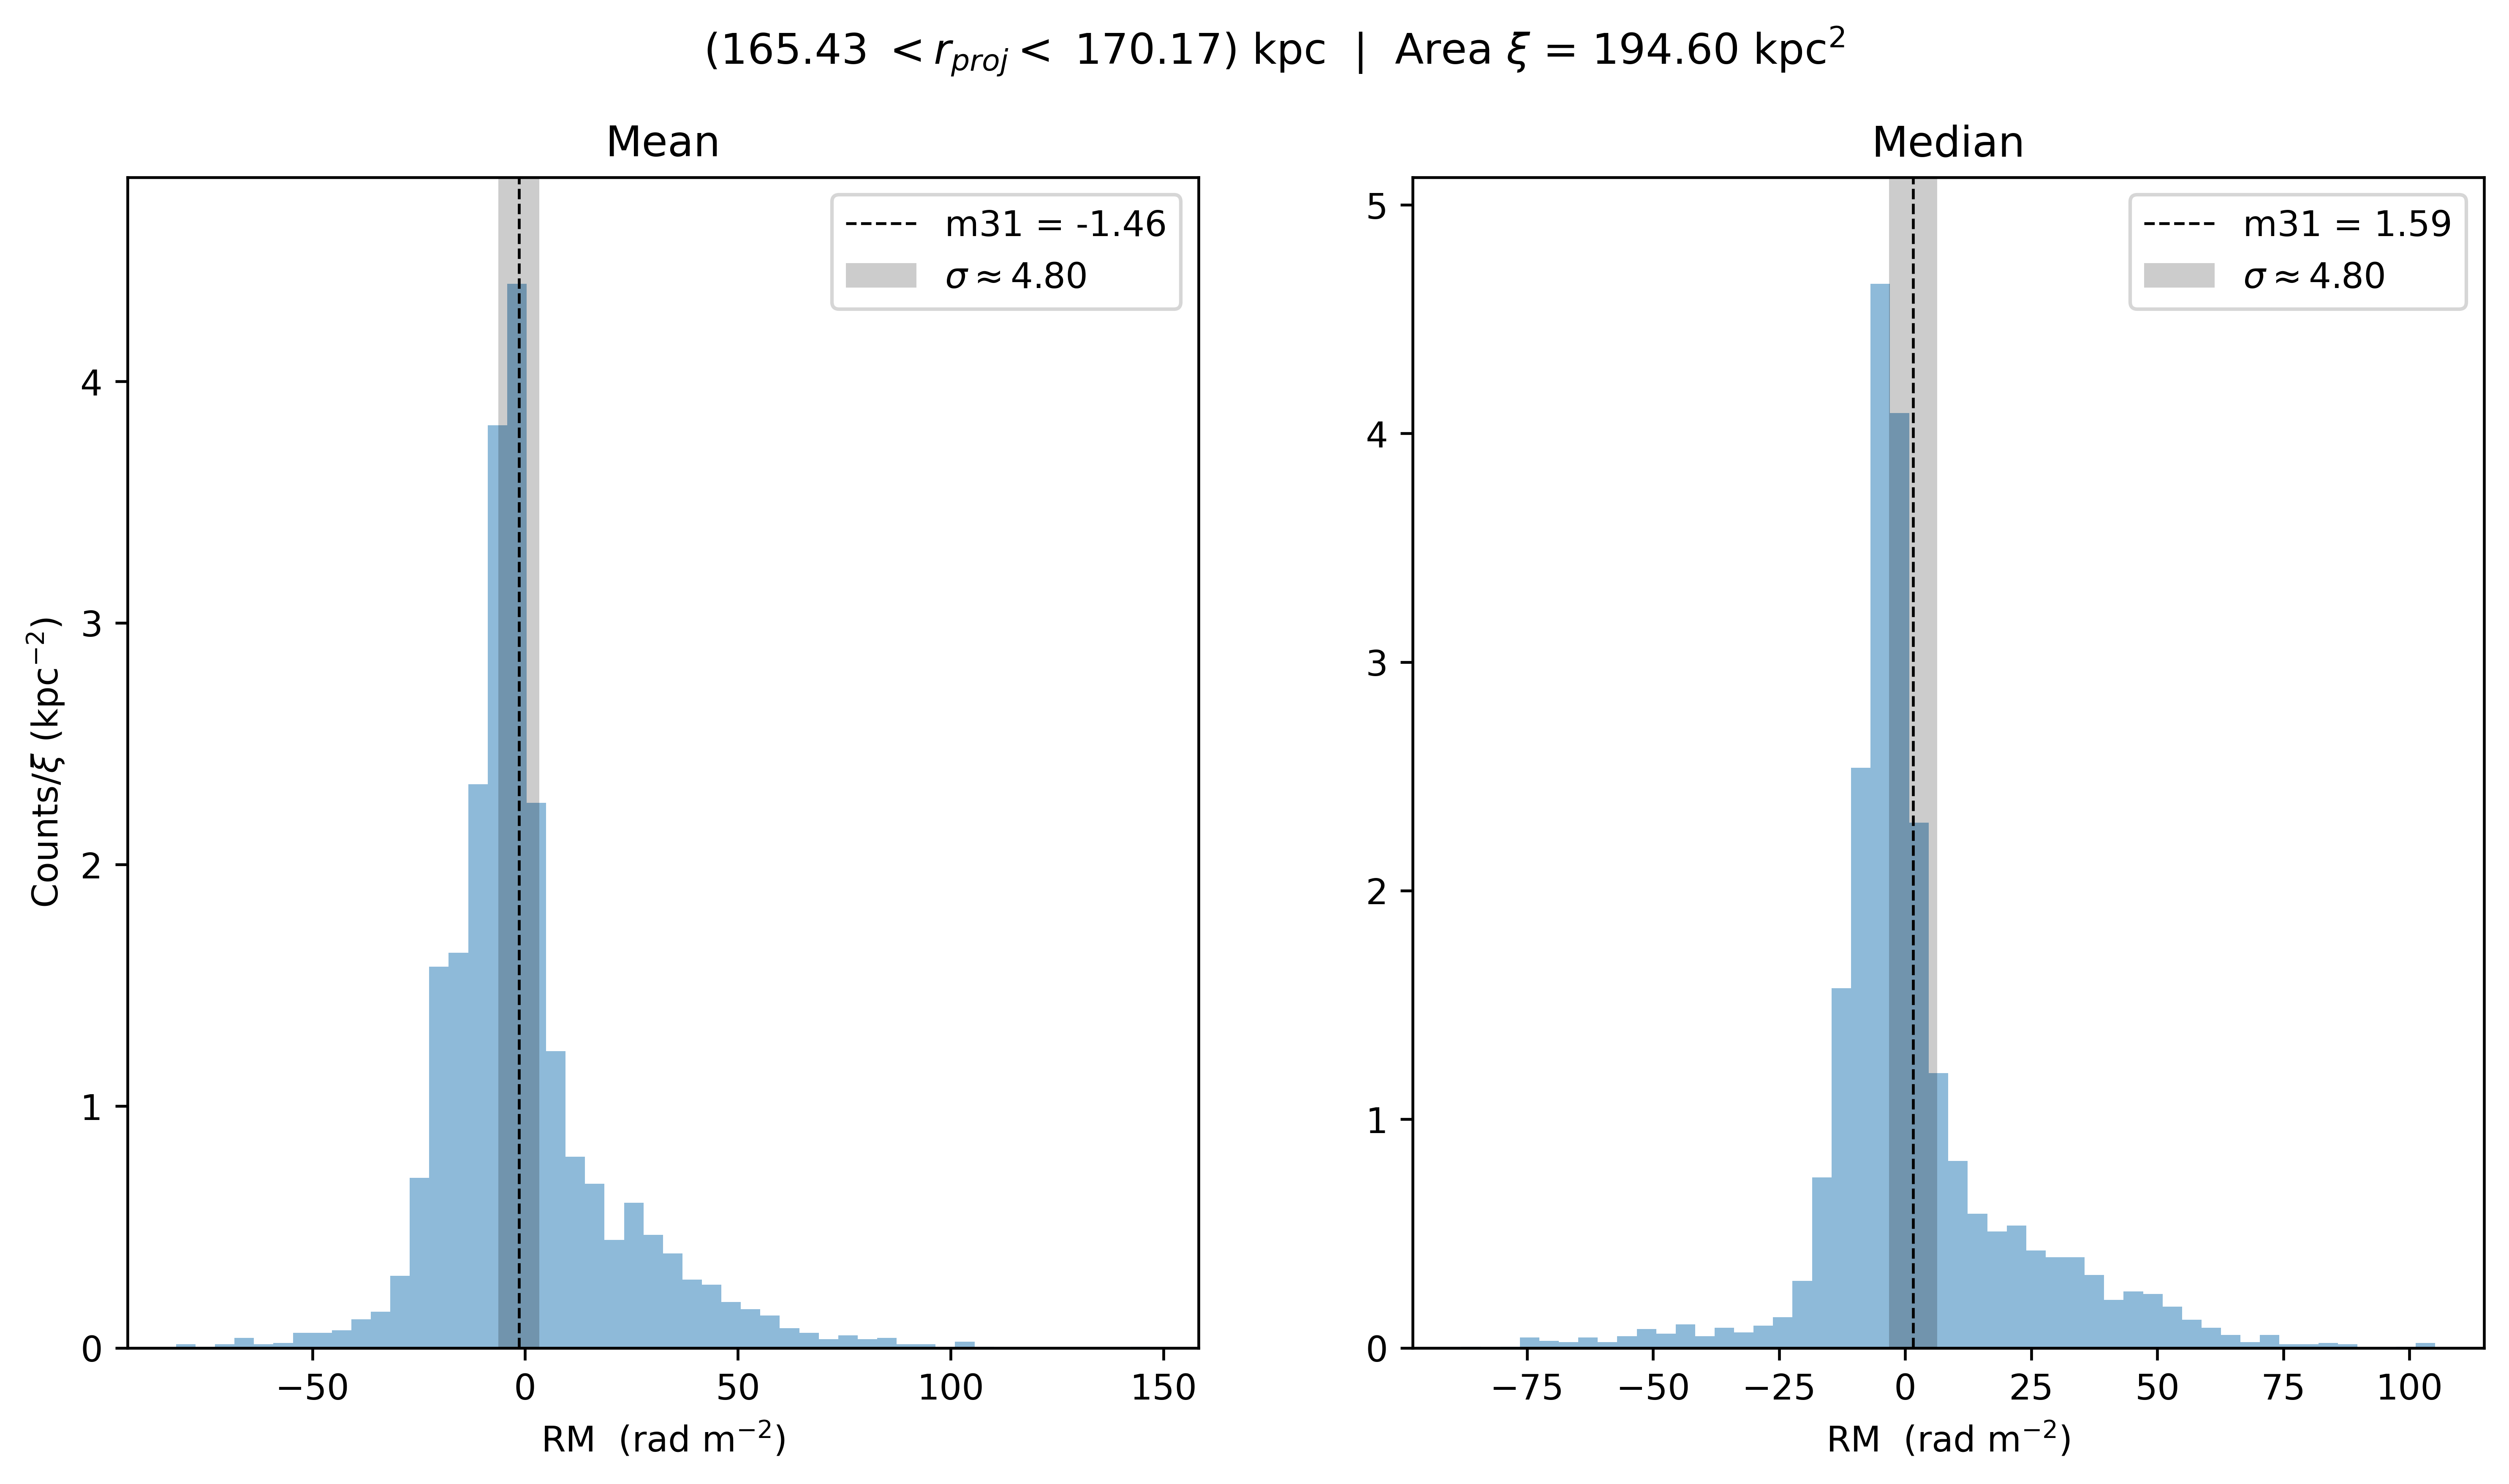 (165.43 < r_proj < 170.17) kpc | Area ξ = 194.60 kpc²
Mean
m31 = -1.46
σ ≈ 4.80
4
3
2
1
0
Counts/ξ (kpc⁻²)
−50 0 50 100 150
RM (rad m⁻²)
Median
m31 = 1.59
σ ≈ 4.80
5
4
3
2
1
0
−75 −50 −25 0 25 50 75 100
RM (rad m⁻²)